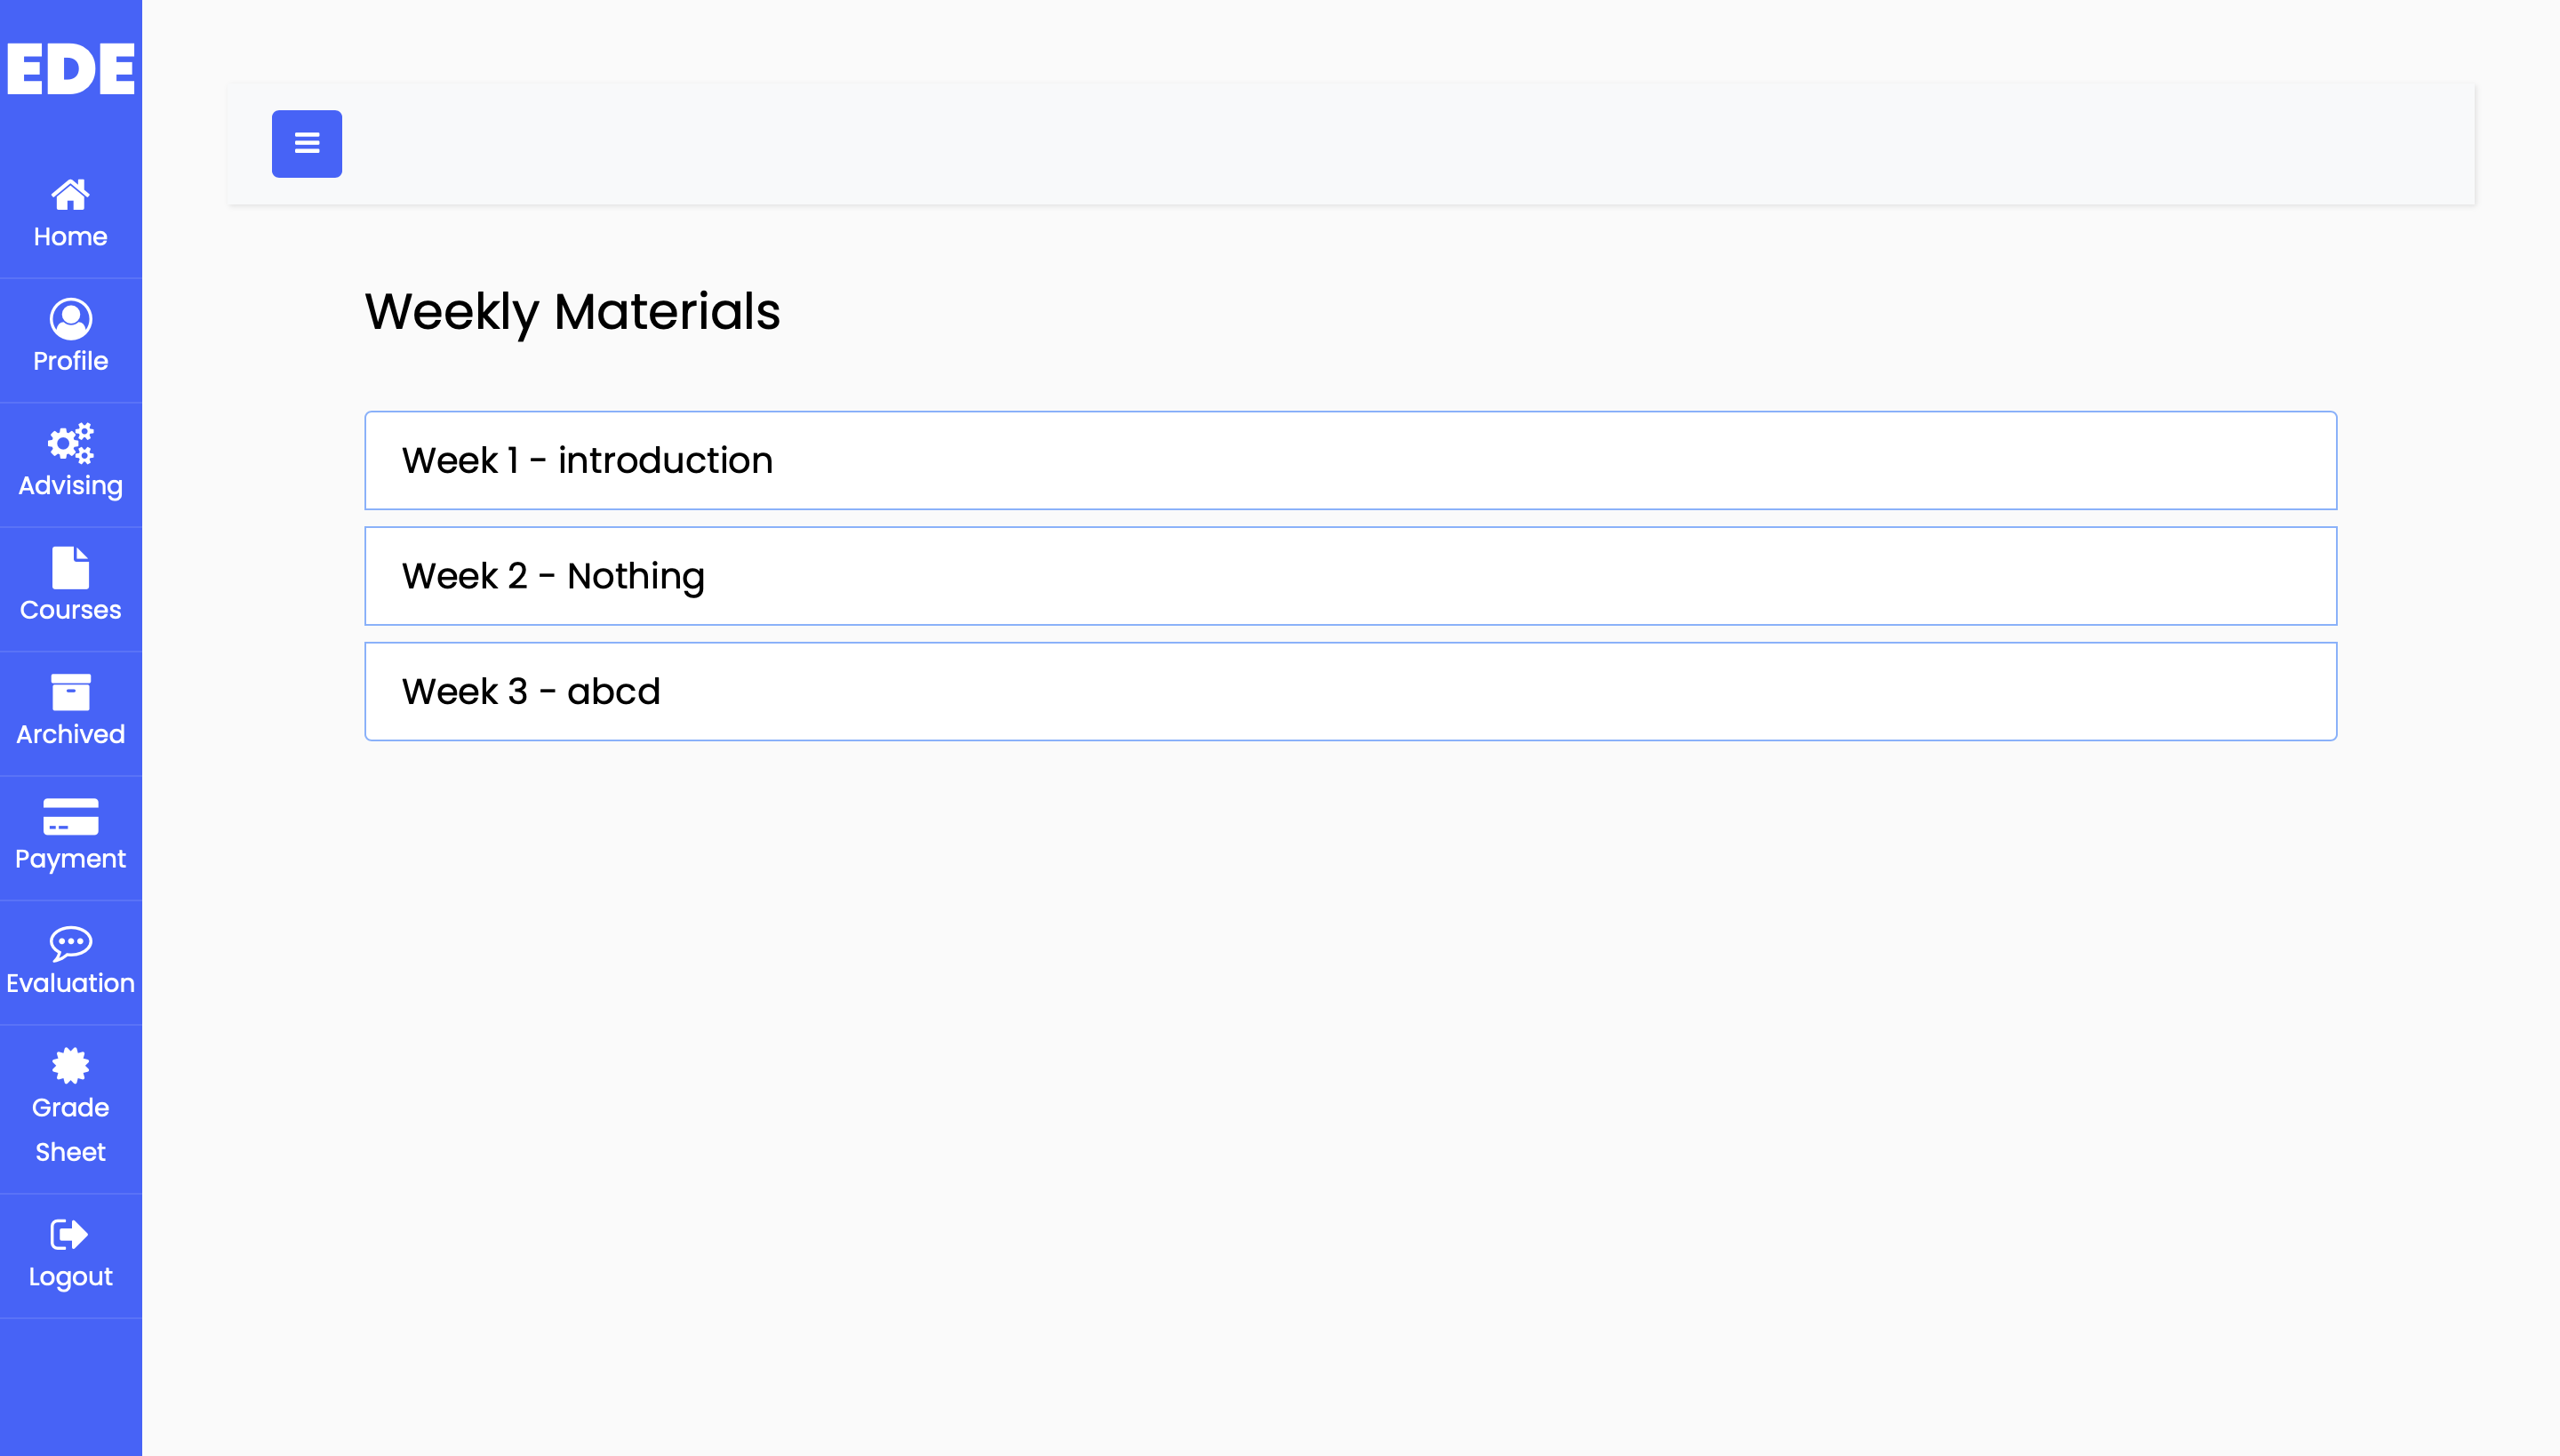 EDE
Home
Profile
Advising
Courses
Archived
Payment
Evaluation
Grade
Sheet
Logout
Weekly Materials
Week 1 - introduction
Week 2 - Nothing
Week 3 - abcd